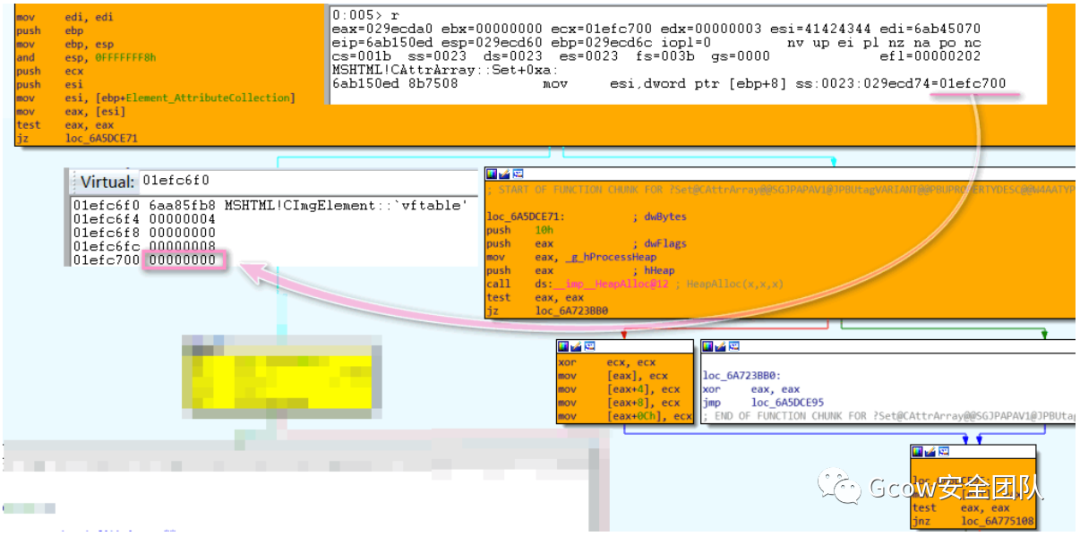 mov edi, edi
push ebp
mov ebp, esp
and esp, 0FFFFFFF8h
push ecx
push esi
mov esi, [ebp+Element_AttributeCollection]
mov eax, [esi]
test eax, eax
jz loc_6A5DCE71
0:005> r
eax=029ecda0 ebx=00000000 ecx=01efc700 edx=00000003 esi=41424344 edi=6ab45070
eip=6ab150ed esp=029ecd60 ebp=029ecd6c iopl=0 nv up ei pl nz na po nc
cs=001b ss=0023 ds=0023 es=0023 fs=003b gs=0000 efl=00000202
MSHTML!CAttrArray::Set+0xa:
6ab150ed 8b7508 mov esi,dword ptr [ebp+8] ss:0023:029ecd74=01efc700
Virtual: 01efc6f0
01efc6f0 6aa85fb8 MSHTML!CImgElement::`vftable'
01efc6f4 00000004
01efc6f8 00000000
01efc6fc 00000008
01efc700 00000000
; START OF FUNCTION CHUNK FOR ?Set@CAttrArray@@SGJPAPAV1@JPBUtagVARIANT@@PBUPROPERTYDESC@@W4AATYP
loc_6A5DCE71: ; dwBytes
push 10h
push eax ; dwFlags
mov eax, _g_hProcessHeap
push eax ; hHeap
call ds:__imp__HeapAlloc@12 ; HeapAlloc(x,x,x)
test eax, eax
jz loc_6A723BB0
xor ecx, ecx
mov [eax], ecx
mov [eax+4], ecx
mov [eax+8], ecx
mov [eax+0Ch], ecx
loc_6A723BB0:
xor eax, eax
jmp loc_6A5DCE95
; END OF FUNCTION CHUNK FOR ?Set@CAttrArray@@SGJPAPAV1@JPBUtag
Gcow安全团队
test eax, eax
jnz loc_6A775108